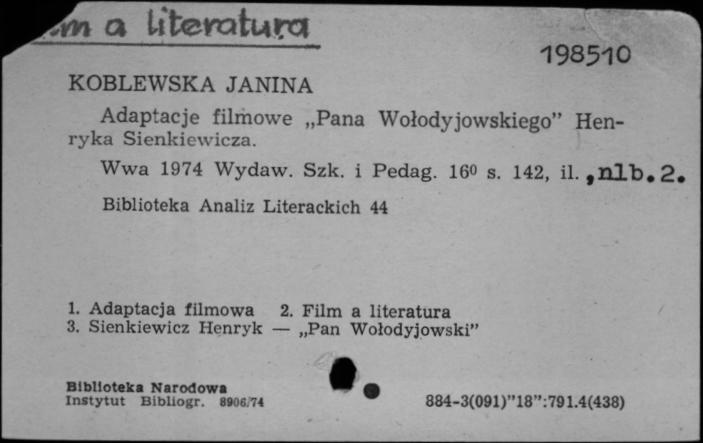 m a literatura
198510
KOBLEWSKA JANINA
Adaptacje filmowe „Pana Wołodyjowskiego” Hen-
ryka Sienkiewicza.
Wwa 1974 Wydaw. Szk. i Pedag. 16⁰ s. 142, il. , nlb. 2.
Biblioteka Analiz Literackich 44
1. Adaptacja filmowa 2. Film a literatura
3. Sienkiewicz Henryk — „Pan Wołodyjowski”
Biblioteka Narodowa
Instytut Bibliogr. 8906/74
884-3(091)”18”:791.4(438)